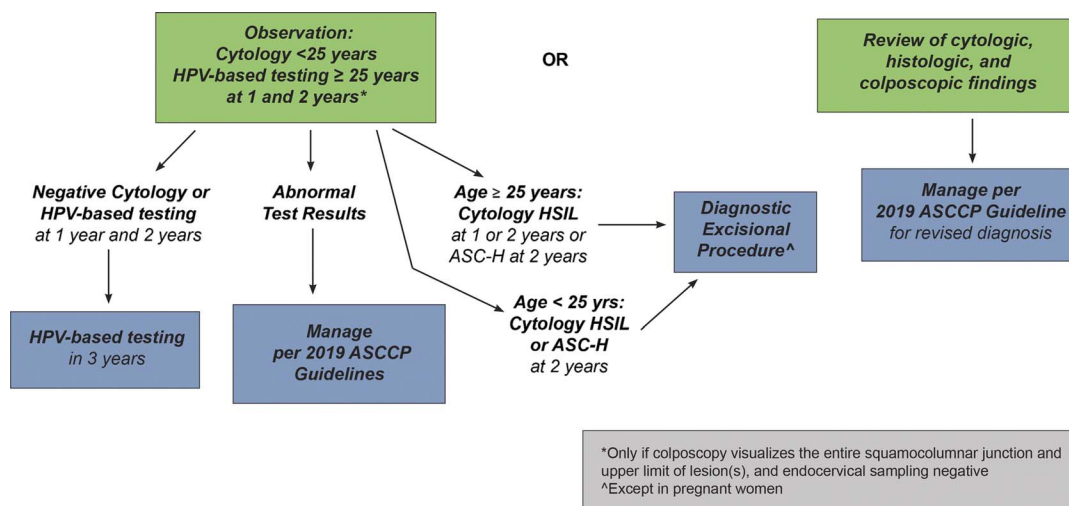 Observation:
Cytology <25 years
HPV-based testing ≥ 25 years
at 1 and 2 years*
OR
Review of cytologic,
histologic, and
colposcopic findings
Negative Cytology or
HPV-based testing
at 1 year and 2 years
Abnormal
Test Results
Age ≥ 25 years:
Cytology HSIL
at 1 or 2 years or
ASC-H at 2 years
Diagnostic
Excisional
Procedure^
Manage per
2019 ASCCP Guideline
for revised diagnosis
HPV-based testing
in 3 years
Manage
per 2019 ASCCP
Guidelines
Age < 25 yrs:
Cytology HSIL
or ASC-H
at 2 years
*Only if colposcopy visualizes the entire squamocolumnar junction and
upper limit of lesion(s), and endocervical sampling negative
^Except in pregnant women